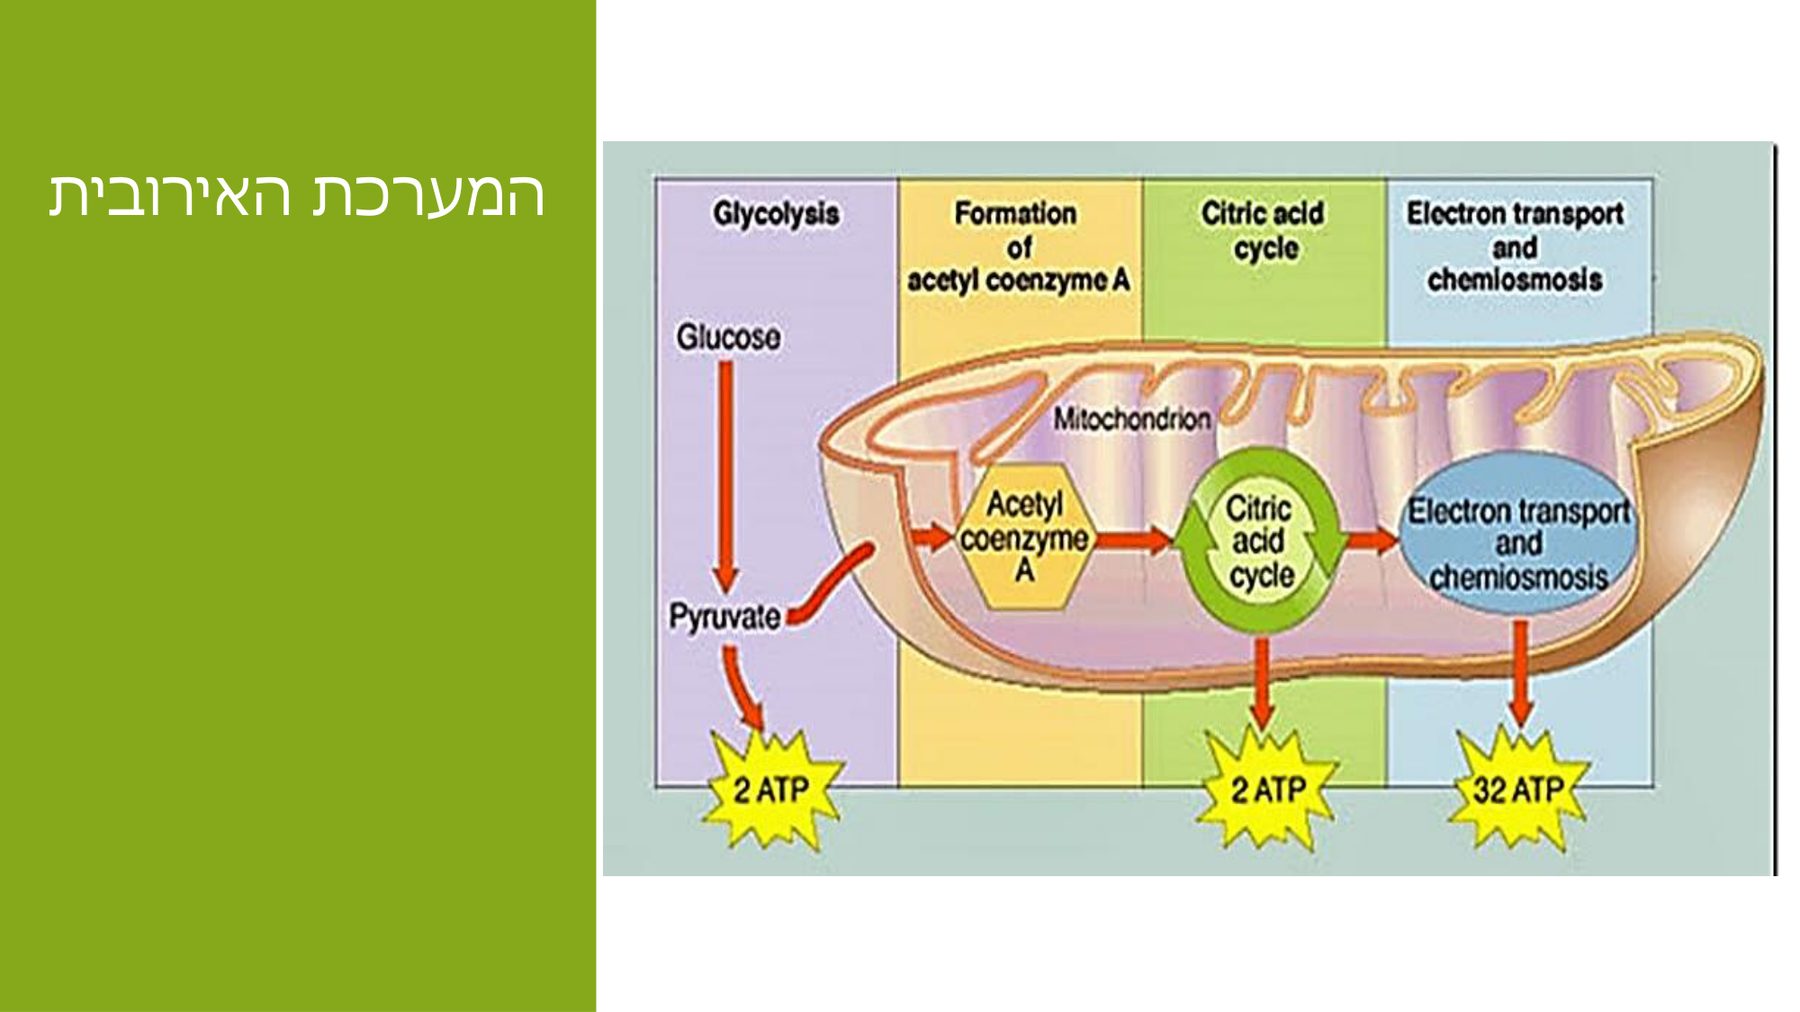 המערכת האירובית
Glycolysis
Formation
of
acetyl coenzyme A
Citric acid
cycle
Electron transport
and
chemiosmosis
Glucose
Mitochondrion
Pyruvate
Acetyl
coenzyme
A
Citric
acid
cycle
Electron transport
and
chemiosmosis
2 ATP
2 ATP
32 ATP